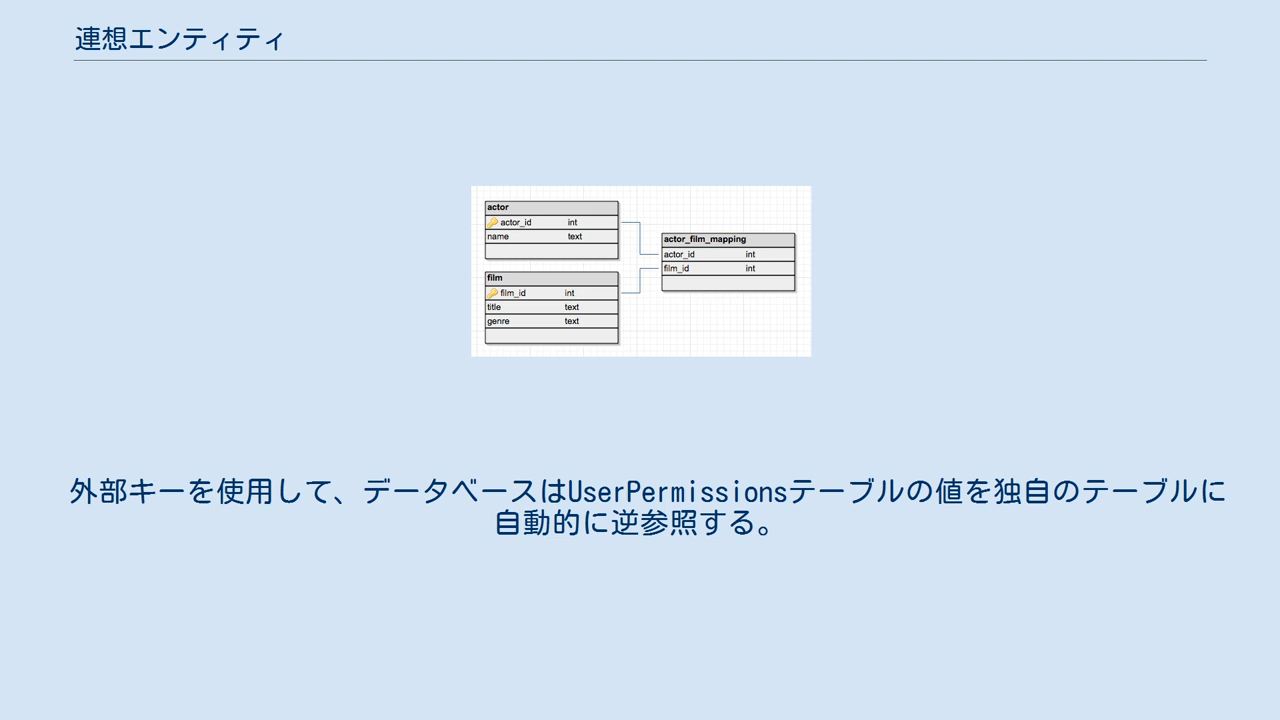 連想エンティティ
actor
actor_id int
name text
film
film_id int
title text
genre text
actor_film_mapping
actor_id int
film_id int
外部キーを使用して、データベースはUserPermissionsテーブルの値を独自のテーブルに
自動的に逆参照する。